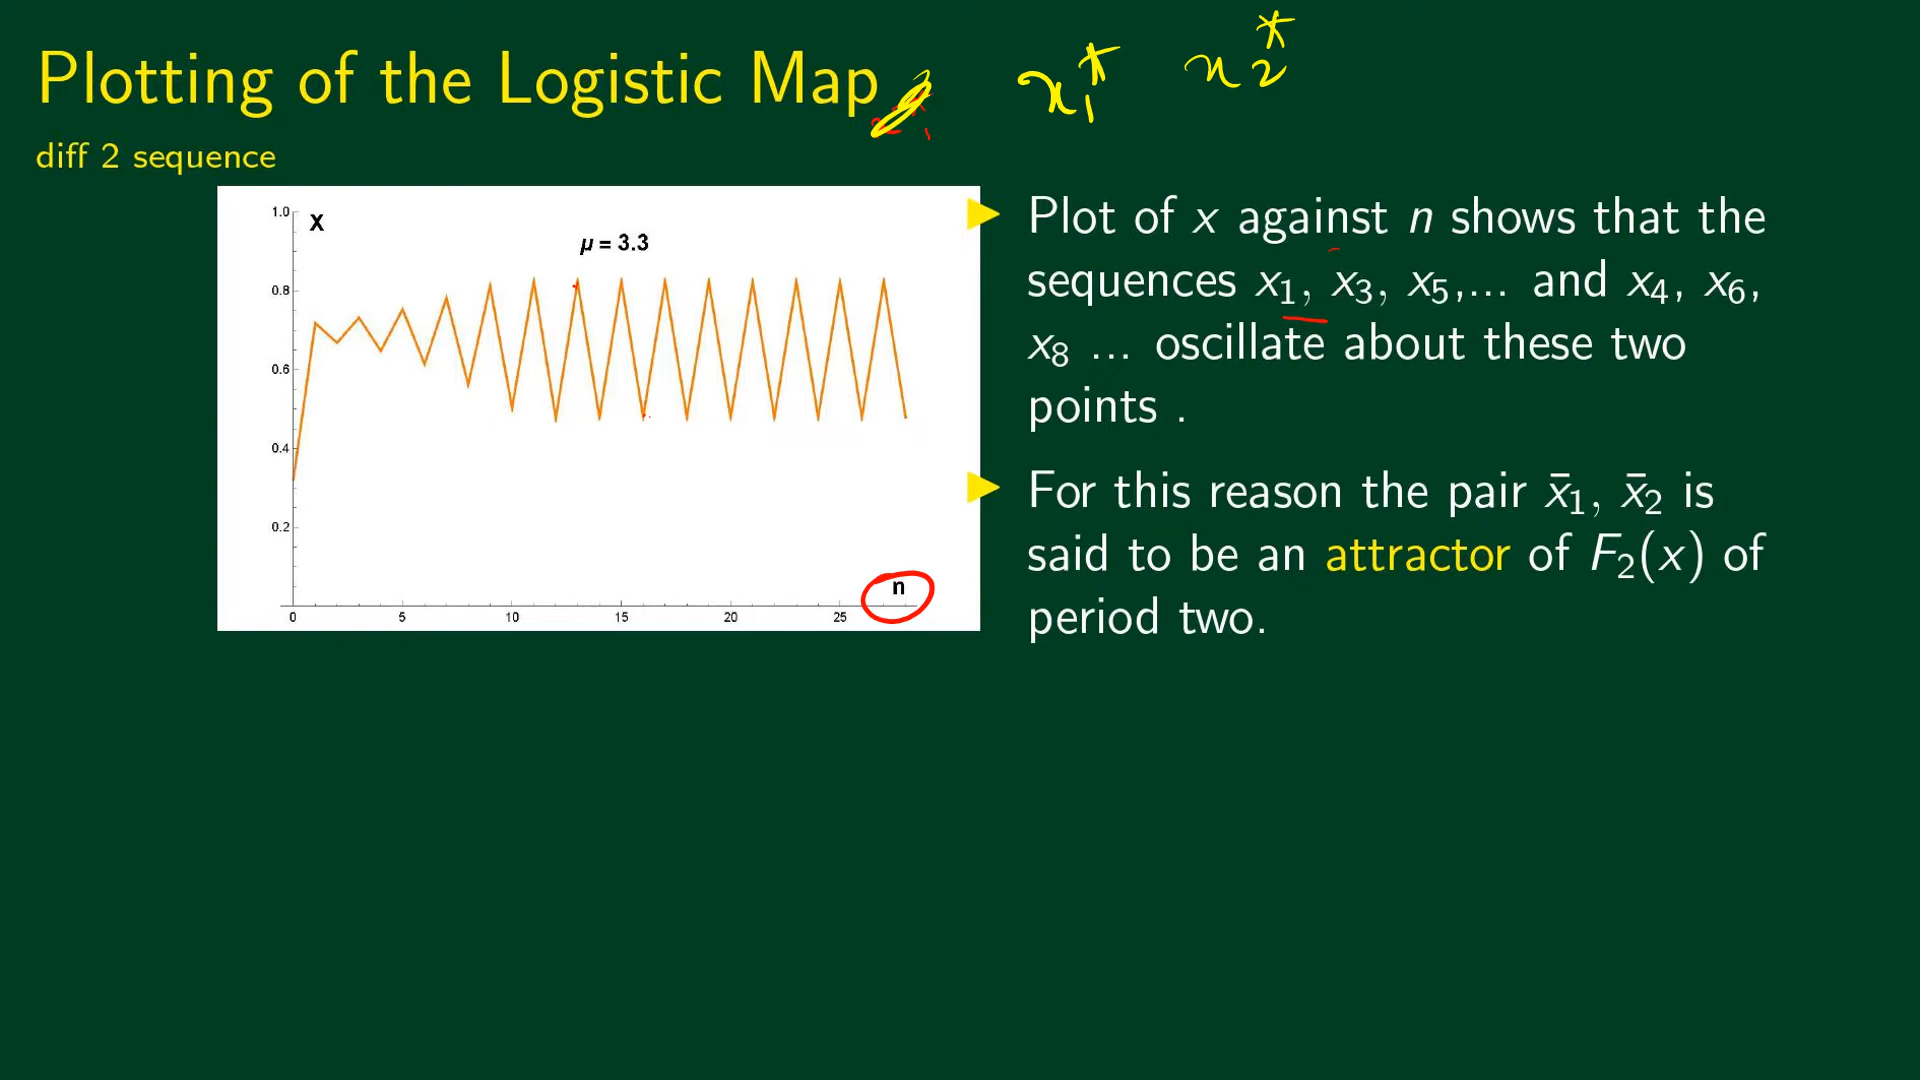 Plotting of the Logistic Map
x₁* x₂*
diff 2 sequence
1.0
X
μ = 3.3
0.8
0.6
0.4
0.2
n
0 5 10 15 20 25
Plot of x against n shows that the
sequences x₁, x₃, x₅,... and x₄, x₆,
x₈ ... oscillate about these two
points .
For this reason the pair x̄₁, x̄₂ is
said to be an attractor of F₂(x) of
period two.